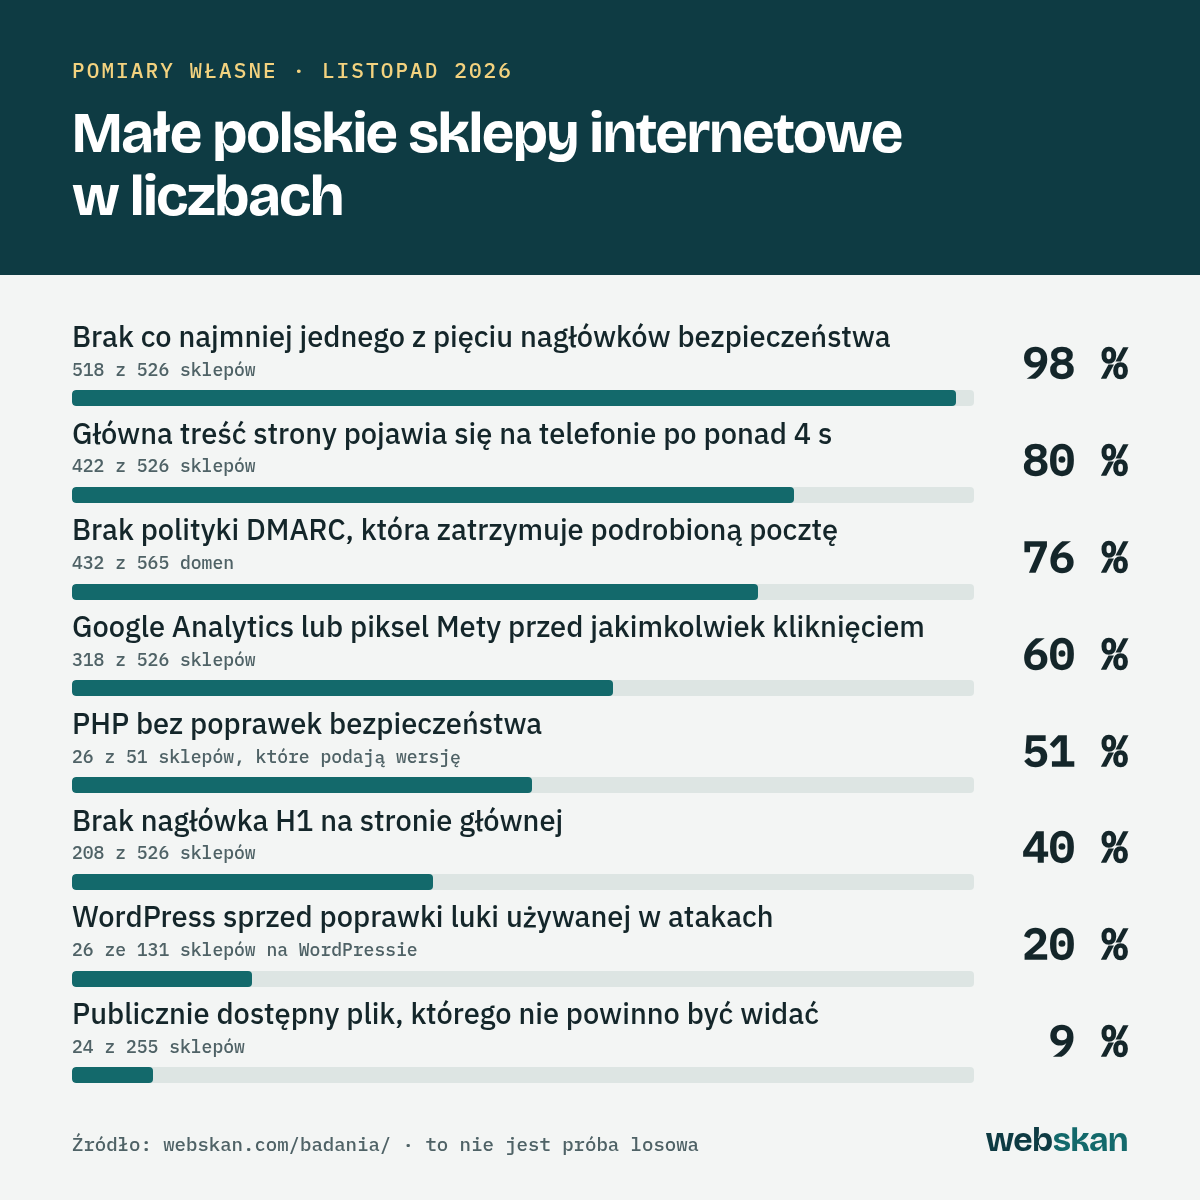 POMIARY WŁASNE · LISTOPAD 2026
Małe polskie sklepy internetowe
w liczbach
Brak co najmniej jednego z pięciu nagłówków bezpieczeństwa
518 z 526 sklepów
98 %
Główna treść strony pojawia się na telefonie po ponad 4 s
422 z 526 sklepów
80 %
Brak polityki DMARC, która zatrzymuje podrobioną pocztę
432 z 565 domen
76 %
Google Analytics lub piksel Mety przed jakimkolwiek kliknięciem
318 z 526 sklepów
60 %
PHP bez poprawek bezpieczeństwa
26 z 51 sklepów, które podają wersję
51 %
Brak nagłówka H1 na stronie głównej
208 z 526 sklepów
40 %
WordPress sprzed poprawki luki używanej w atakach
26 ze 131 sklepów na WordPressie
20 %
Publicznie dostępny plik, którego nie powinno być widać
24 z 255 sklepów
9 %
Źródło: webskan.com/badania/ · to nie jest próba losowa
webskan